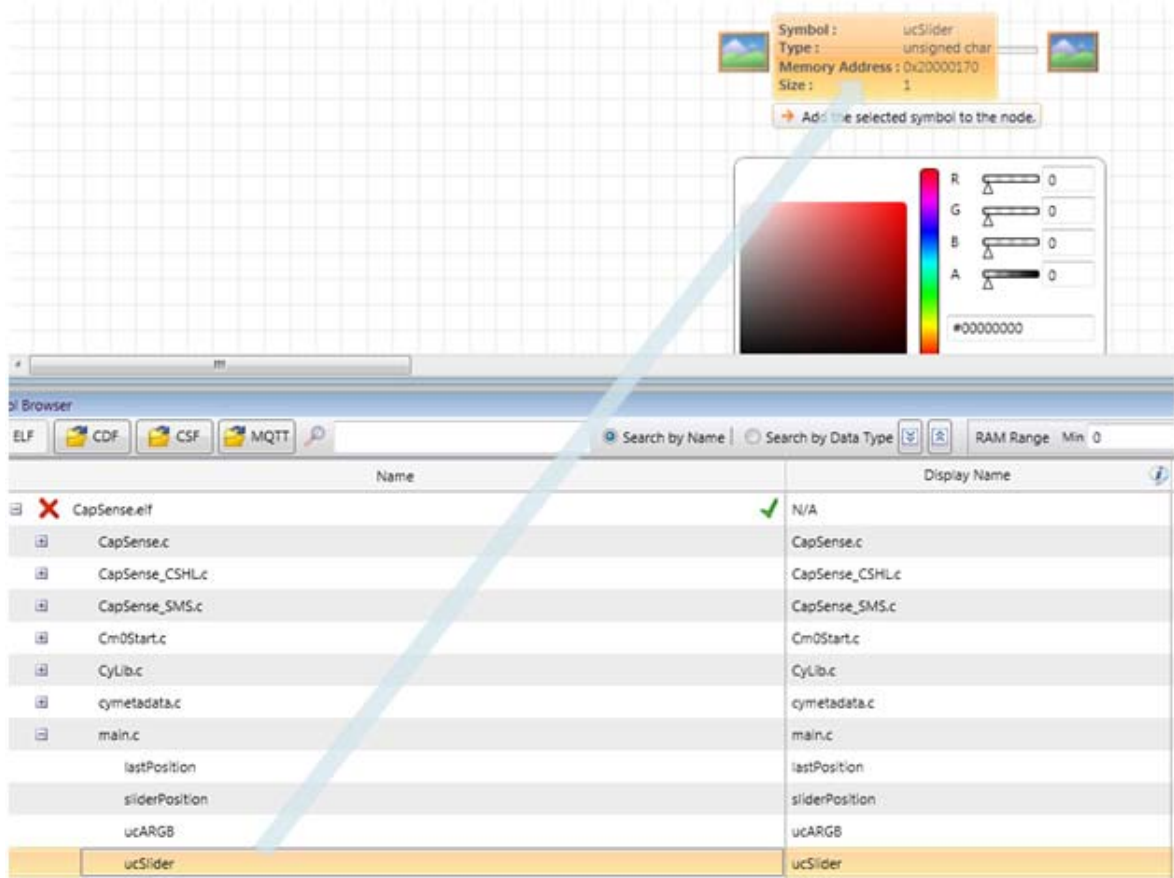 Symbol : ucSlider
Type : unsigned char
Memory Address : 0x20000170
Size : 1
Add the selected symbol to the node.
R 0
G 0
B 0
A 0
#00000000
ol Browser
ELF CDF CSF MQTT Search by Name Search by Data Type RAM Range Min 0
Name Display Name
CapSense.elf N/A
CapSense.c CapSense.c
CapSense_CSHL.c CapSense_CSHL.c
CapSense_SMS.c CapSense_SMS.c
Cm0Start.c Cm0Start.c
CyLib.c CyLib.c
cymetadata.c cymetadata.c
main.c main.c
lastPosition lastPosition
sliderPosition sliderPosition
ucARGB ucARGB
ucSlider ucSlider